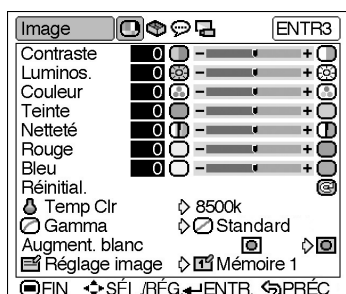 Image ENTR3
Contraste 0 - +
Luminos. 0 - +
Couleur 0 - +
Teinte 0 - +
Netteté 0 - +
Rouge 0 - +
Bleu 0 - +
Réinitial.
Temp Clr 8500k
Gamma Standard
Augment. blanc
Réglage image Mémoire 1
FIN SÉL./RÉG ENTR. PRÉC